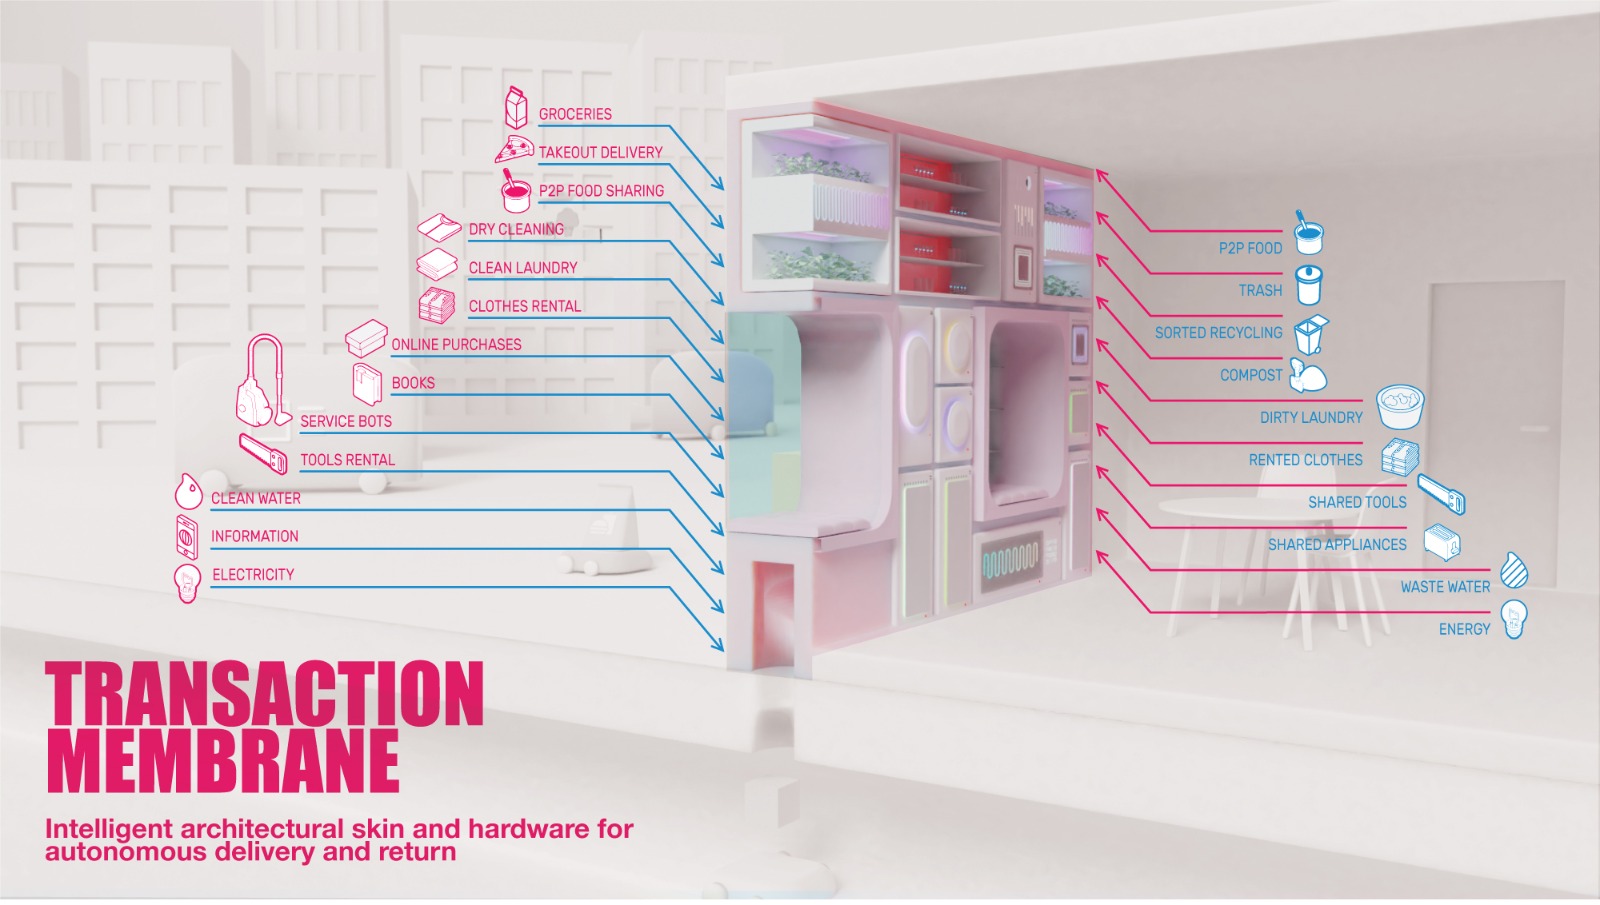 GROCERIES
TAKEOUT DELIVERY
P2P FOOD SHARING
DRY CLEANING
CLEAN LAUNDRY
CLOTHES RENTAL
ONLINE PURCHASES
BOOKS
SERVICE BOTS
TOOLS RENTAL
CLEAN WATER
INFORMATION
ELECTRICITY
P2P FOOD
TRASH
SORTED RECYCLING
COMPOST
DIRTY LAUNDRY
RENTED CLOTHES
SHARED TOOLS
SHARED APPLIANCES
WASTE WATER
ENERGY
TRANSACTION
MEMBRANE
Intelligent architectural skin and hardware for
autonomous delivery and return